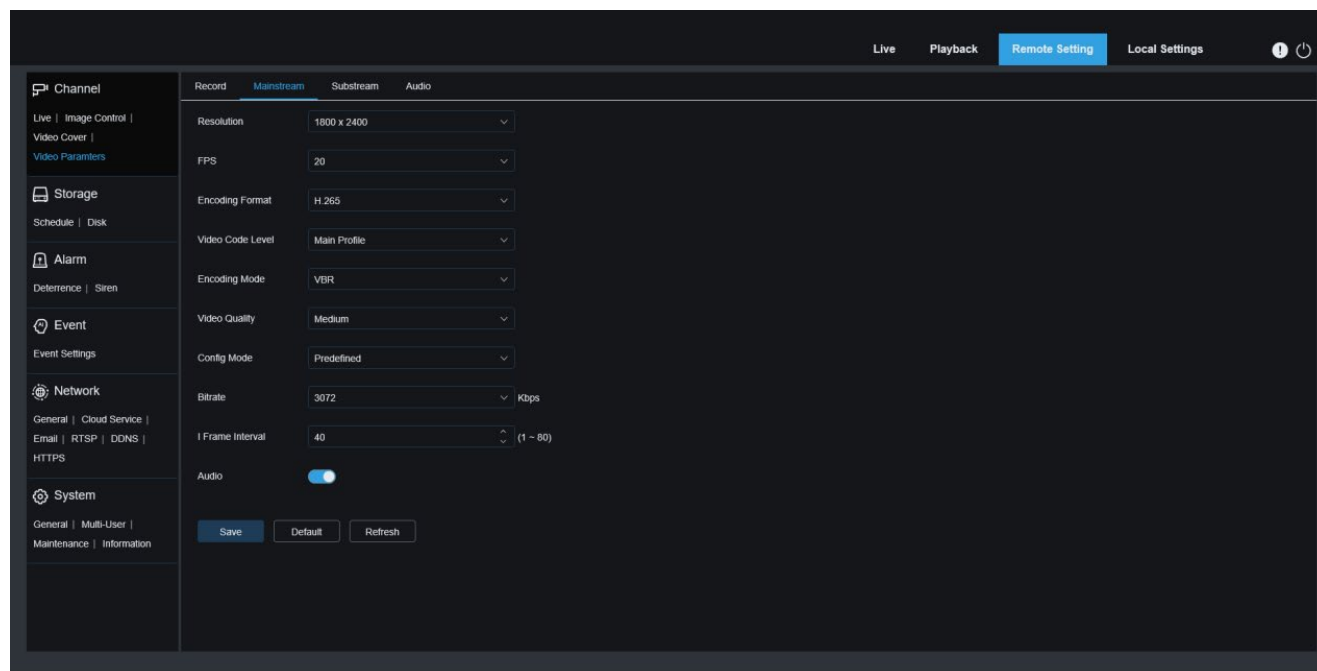 Live Playback Remote Setting Local Settings
Channel
Live | Image Control |
Video Cover |
Video Paramters
Storage
Schedule | Disk
Alarm
Deterrence | Siren
Event
Event Settings
Network
General | Cloud Service |
Email | RTSP | DDNS |
HTTPS
System
General | Multi-User |
Maintenance | Information
Record Mainstream Substream Audio
Resolution 1800 x 2400
FPS 20
Encoding Format H.265
Video Code Level Main Profile
Encoding Mode VBR
Video Quality Medium
Config Mode Predefined
Bitrate 3072 Kbps
I Frame Interval 40 (1 ~ 80)
Audio
Save Default Refresh